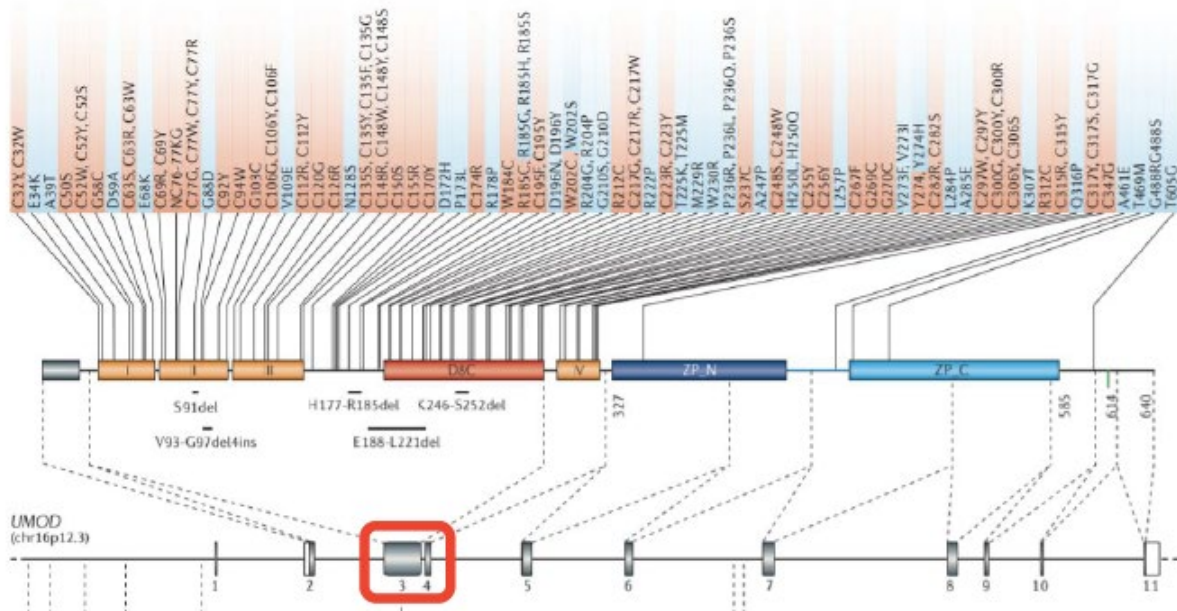 C32Y, C32W
E34K
A39T
C50S
C52W, C52Y, C52S
G58C
D59A
C63S, C63R, C63W
E68K
C69R, C69Y
NC76-77KG
C77G, C77W, C77Y, C77R
G88D
C92Y
C94W
G103C
C106G, C106Y, C106F
V109E
C112R, C112Y
C120G
C126R
N128S
C135S, C135Y, C135F, C135G
C148R, C148W, C148Y, C148S
C150S
C155R
C170Y
D172H
P173L
C174R
R178P
W184C
R185C, R185G, R185H, R185S
C195F, C195Y
D196N, D196Y
W202C, W202S
R204G, R204P
G210S, G210D
R212C
C217G, C217R, C217W
R222P
C223R, C223Y
T225K, T225M
M229R
W230R
P236R, P236L, P236Q, P236S
S237C
A247P
C248S, C248W
H250L, H250Q
C255Y
C256Y
L257P
C267F
G269C
G270C
V273F, V273I
Y274H
C282R, C282S
L284P
A285E
C297W, C297Y
C300G, C300Y, C300R
C306Y, C306S
K307T
R312C
C315R, C315Y
Q316P
C317Y, C317S, C317G
C347G
A461E
T469M
G488RG488S
T605G
I I II D8C IV ZP_N ZP_C
327 585 614 640
S91del H177-R185del K246-S252del
V93-G97del4ins E188-L221del
UMOD
(chr16p12.3)
1 2 3 4 5 6 7 8 9 10 11